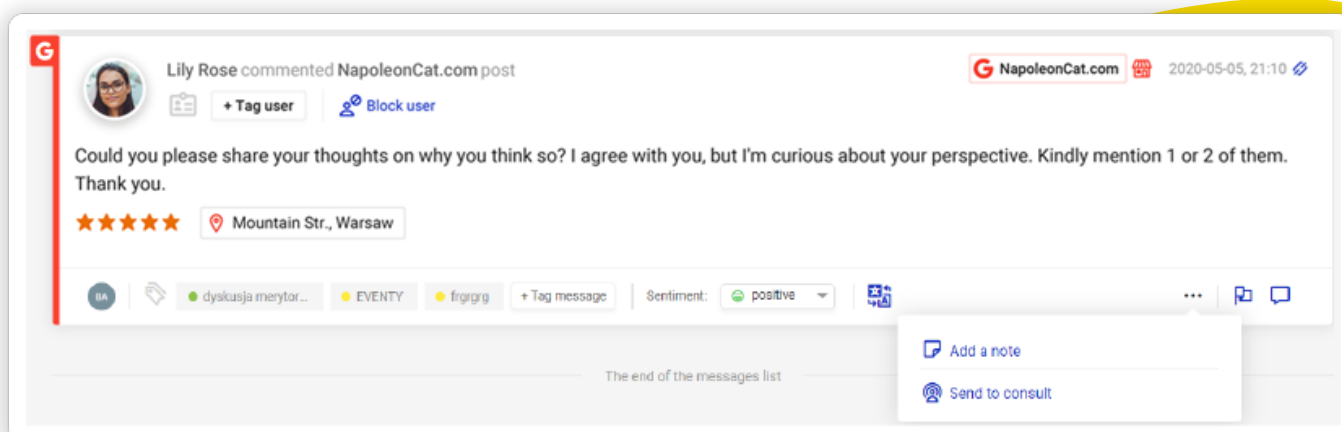 G
Lily Rose commented NapoleonCat.com post
G NapoleonCat.com 2020-05-05, 21:10
+ Tag user Block user
Could you please share your thoughts on why you think so? I agree with you, but I'm curious about your perspective. Kindly mention 1 or 2 of them.
Thank you.
Mountain Str., Warsaw
BA dyskusja merytor... EVENTY frgrgrg + Tag message Sentiment: positive ...
Add a note
The end of the messages list
Send to consult